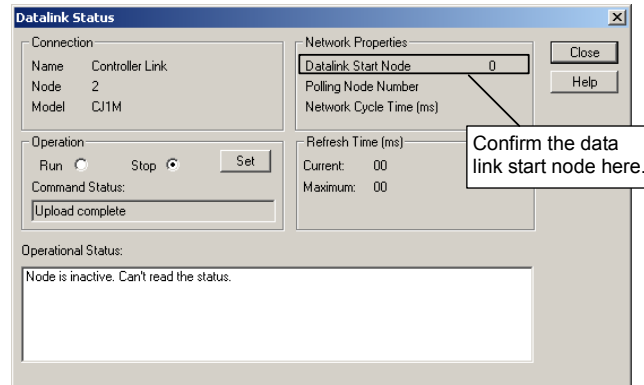 Datalink Status
Connection
Name Controller Link
Node 2
Model CJ1M
Network Properties
Datalink Start Node 0
Polling Node Number
Network Cycle Time (ms)
Close
Help
Operation
Run Stop Set
Command Status:
Upload complete
Refresh Time (ms)
Current: 00
Maximum: 00
Confirm the data
link start node here.
Operational Status:
Node is inactive. Can't read the status.